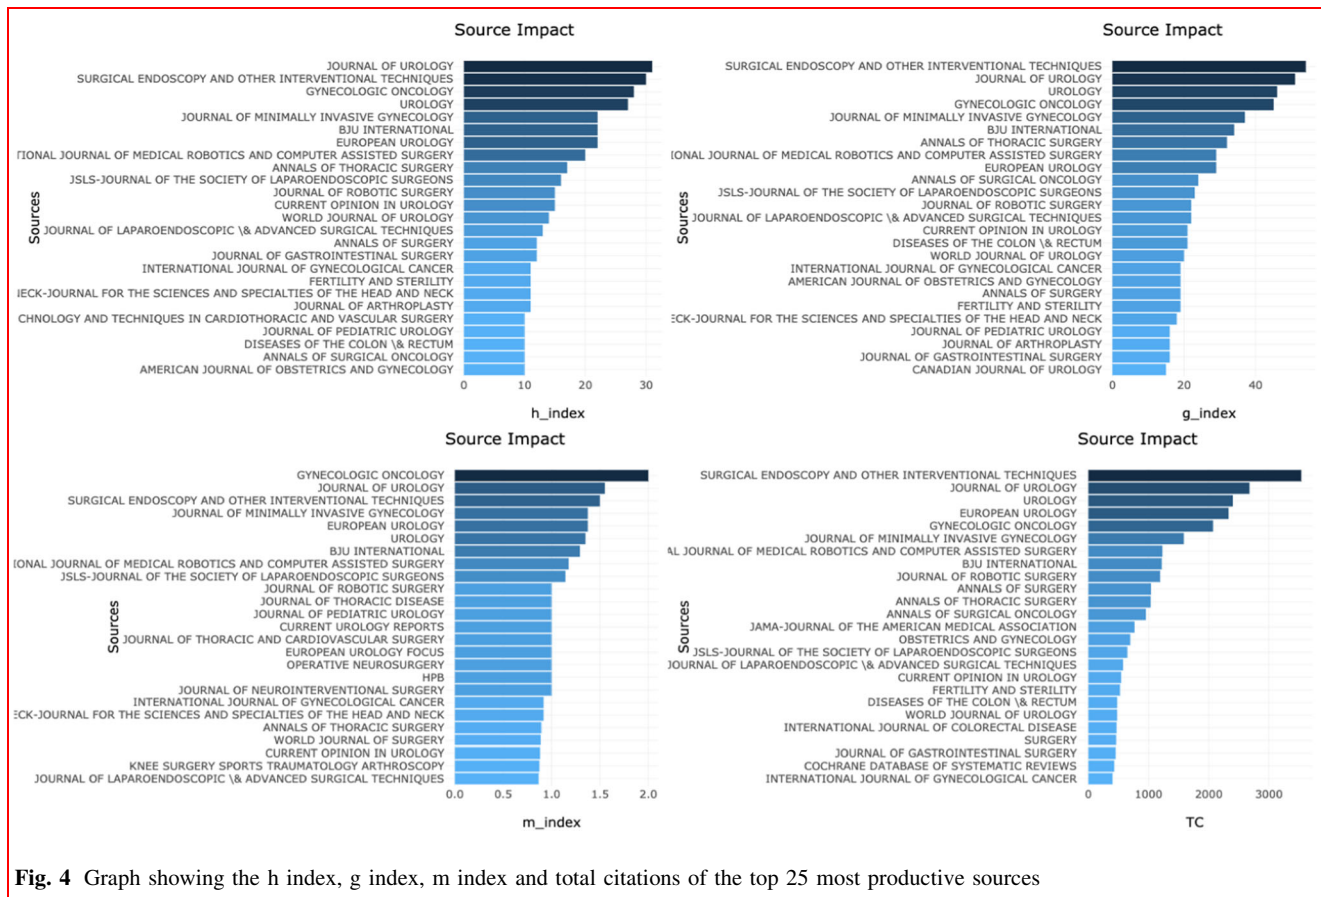 Source Impact
JOURNAL OF UROLOGY
SURGICAL ENDOSCOPY AND OTHER INTERVENTIONAL TECHNIQUES
GYNECOLOGIC ONCOLOGY
UROLOGY
JOURNAL OF MINIMALLY INVASIVE GYNECOLOGY
BJU INTERNATIONAL
EUROPEAN UROLOGY
TIONAL JOURNAL OF MEDICAL ROBOTICS AND COMPUTER ASSISTED SURGERY
ANNALS OF THORACIC SURGERY
JSLS-JOURNAL OF THE SOCIETY OF LAPAROENDOSCOPIC SURGEONS
JOURNAL OF ROBOTIC SURGERY
CURRENT OPINION IN UROLOGY
WORLD JOURNAL OF UROLOGY
JOURNAL OF LAPAROENDOSCOPIC \& ADVANCED SURGICAL TECHNIQUES
ANNALS OF SURGERY
JOURNAL OF GASTROINTESTINAL SURGERY
INTERNATIONAL JOURNAL OF GYNECOLOGICAL CANCER
FERTILITY AND STERILITY
IECK-JOURNAL FOR THE SCIENCES AND SPECIALTIES OF THE HEAD AND NECK
JOURNAL OF ARTHROPLASTY
CHNOLOGY AND TECHNIQUES IN CARDIOTHORACIC AND VASCULAR SURGERY
JOURNAL OF PEDIATRIC UROLOGY
DISEASES OF THE COLON \& RECTUM
ANNALS OF SURGICAL ONCOLOGY
AMERICAN JOURNAL OF OBSTETRICS AND GYNECOLOGY
Sources
0 10 20 30
h_index
Source Impact
SURGICAL ENDOSCOPY AND OTHER INTERVENTIONAL TECHNIQUES
JOURNAL OF UROLOGY
UROLOGY
GYNECOLOGIC ONCOLOGY
JOURNAL OF MINIMALLY INVASIVE GYNECOLOGY
BJU INTERNATIONAL
ANNALS OF THORACIC SURGERY
IONAL JOURNAL OF MEDICAL ROBOTICS AND COMPUTER ASSISTED SURGERY
EUROPEAN UROLOGY
ANNALS OF SURGICAL ONCOLOGY
JSLS-JOURNAL OF THE SOCIETY OF LAPAROENDOSCOPIC SURGEONS
JOURNAL OF ROBOTIC SURGERY
JOURNAL OF LAPAROENDOSCOPIC \& ADVANCED SURGICAL TECHNIQUES
CURRENT OPINION IN UROLOGY
DISEASES OF THE COLON \& RECTUM
WORLD JOURNAL OF UROLOGY
INTERNATIONAL JOURNAL OF GYNECOLOGICAL CANCER
AMERICAN JOURNAL OF OBSTETRICS AND GYNECOLOGY
ANNALS OF SURGERY
FERTILITY AND STERILITY
ECK-JOURNAL FOR THE SCIENCES AND SPECIALTIES OF THE HEAD AND NECK
JOURNAL OF PEDIATRIC UROLOGY
JOURNAL OF ARTHROPLASTY
JOURNAL OF GASTROINTESTINAL SURGERY
CANADIAN JOURNAL OF UROLOGY
Sources
0 20 40
g_index
Source Impact
GYNECOLOGIC ONCOLOGY
JOURNAL OF UROLOGY
SURGICAL ENDOSCOPY AND OTHER INTERVENTIONAL TECHNIQUES
JOURNAL OF MINIMALLY INVASIVE GYNECOLOGY
EUROPEAN UROLOGY
UROLOGY
BJU INTERNATIONAL
IONAL JOURNAL OF MEDICAL ROBOTICS AND COMPUTER ASSISTED SURGERY
JSLS-JOURNAL OF THE SOCIETY OF LAPAROENDOSCOPIC SURGEONS
JOURNAL OF ROBOTIC SURGERY
JOURNAL OF THORACIC DISEASE
JOURNAL OF PEDIATRIC UROLOGY
CURRENT UROLOGY REPORTS
JOURNAL OF THORACIC AND CARDIOVASCULAR SURGERY
EUROPEAN UROLOGY FOCUS
OPERATIVE NEUROSURGERY
HPB
JOURNAL OF NEUROINTERVENTIONAL SURGERY
INTERNATIONAL JOURNAL OF GYNECOLOGICAL CANCER
ECK-JOURNAL FOR THE SCIENCES AND SPECIALTIES OF THE HEAD AND NECK
ANNALS OF THORACIC SURGERY
WORLD JOURNAL OF SURGERY
CURRENT OPINION IN UROLOGY
KNEE SURGERY SPORTS TRAUMATOLOGY ARTHROSCOPY
JOURNAL OF LAPAROENDOSCOPIC \& ADVANCED SURGICAL TECHNIQUES
Sources
0.0 0.5 1.0 1.5 2.0
m_index
Source Impact
SURGICAL ENDOSCOPY AND OTHER INTERVENTIONAL TECHNIQUES
JOURNAL OF UROLOGY
UROLOGY
EUROPEAN UROLOGY
GYNECOLOGIC ONCOLOGY
JOURNAL OF MINIMALLY INVASIVE GYNECOLOGY
AL JOURNAL OF MEDICAL ROBOTICS AND COMPUTER ASSISTED SURGERY
BJU INTERNATIONAL
JOURNAL OF ROBOTIC SURGERY
ANNALS OF SURGERY
ANNALS OF THORACIC SURGERY
ANNALS OF SURGICAL ONCOLOGY
JAMA-JOURNAL OF THE AMERICAN MEDICAL ASSOCIATION
OBSTETRICS AND GYNECOLOGY
JSLS-JOURNAL OF THE SOCIETY OF LAPAROENDOSCOPIC SURGEONS
JOURNAL OF LAPAROENDOSCOPIC \& ADVANCED SURGICAL TECHNIQUES
CURRENT OPINION IN UROLOGY
FERTILITY AND STERILITY
DISEASES OF THE COLON \& RECTUM
WORLD JOURNAL OF UROLOGY
INTERNATIONAL JOURNAL OF COLORECTAL DISEASE
SURGERY
JOURNAL OF GASTROINTESTINAL SURGERY
COCHRANE DATABASE OF SYSTEMATIC REVIEWS
INTERNATIONAL JOURNAL OF GYNECOLOGICAL CANCER
Sources
0 1000 2000 3000
TC
Fig. 4 Graph showing the h index, g index, m index and total citations of the top 25 most productive sources